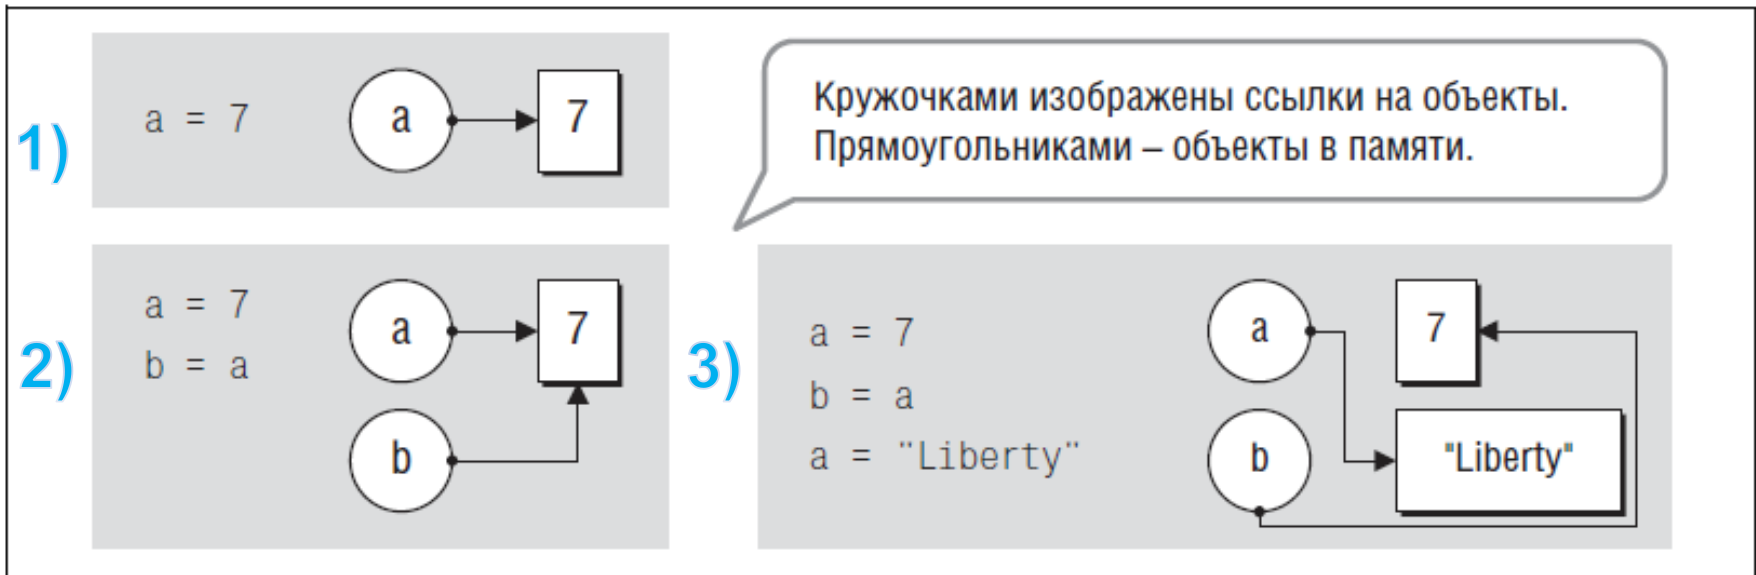 1)
a = 7
a
7
Кружочками изображены ссылки на объекты.
Прямоугольниками – объекты в памяти.
2)
a = 7
b = a
a
7
b
3)
a = 7
b = a
a = "Liberty"
a
7
b
"Liberty"